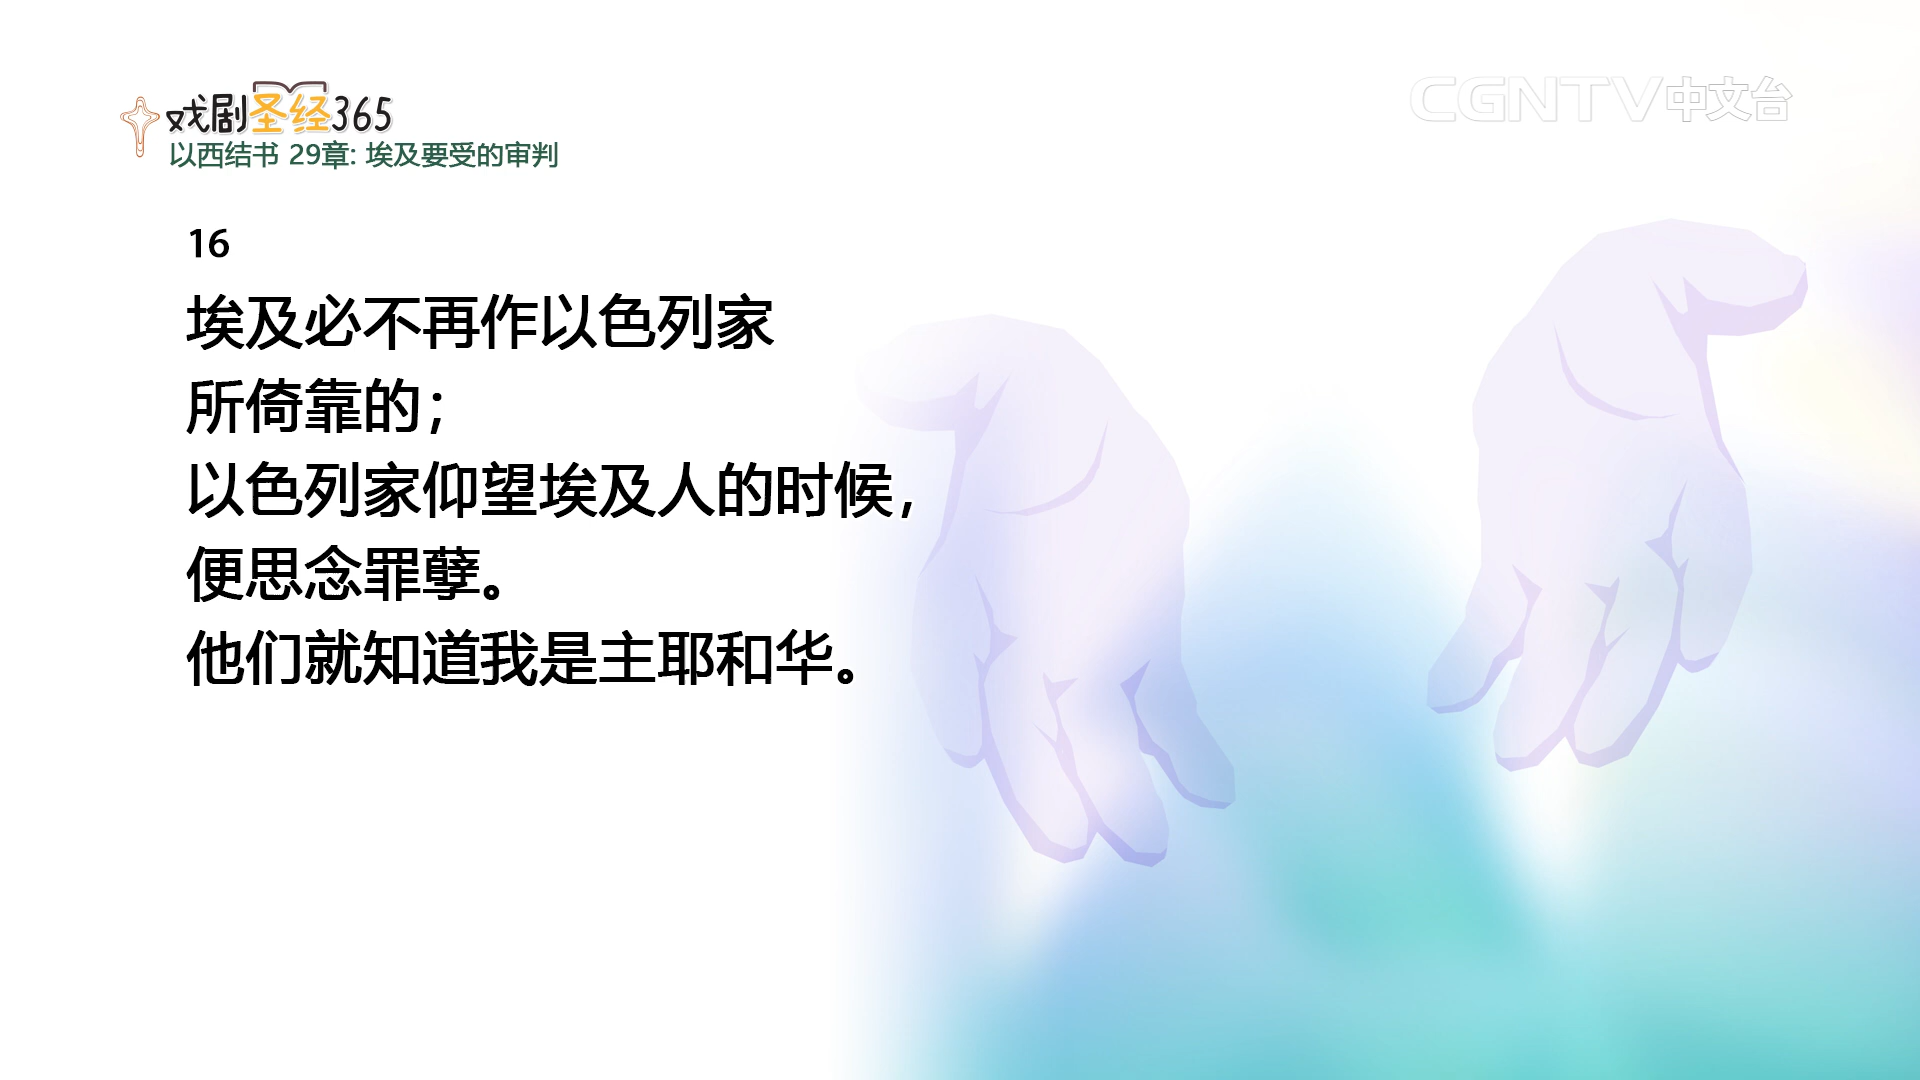 戏剧圣经365
CGNTV中文台
以西结书 29章: 埃及要受的审判
16
埃及必不再作以色列家
所倚靠的；
以色列家仰望埃及人的时候，
便思念罪孽。
他们就知道我是主耶和华。